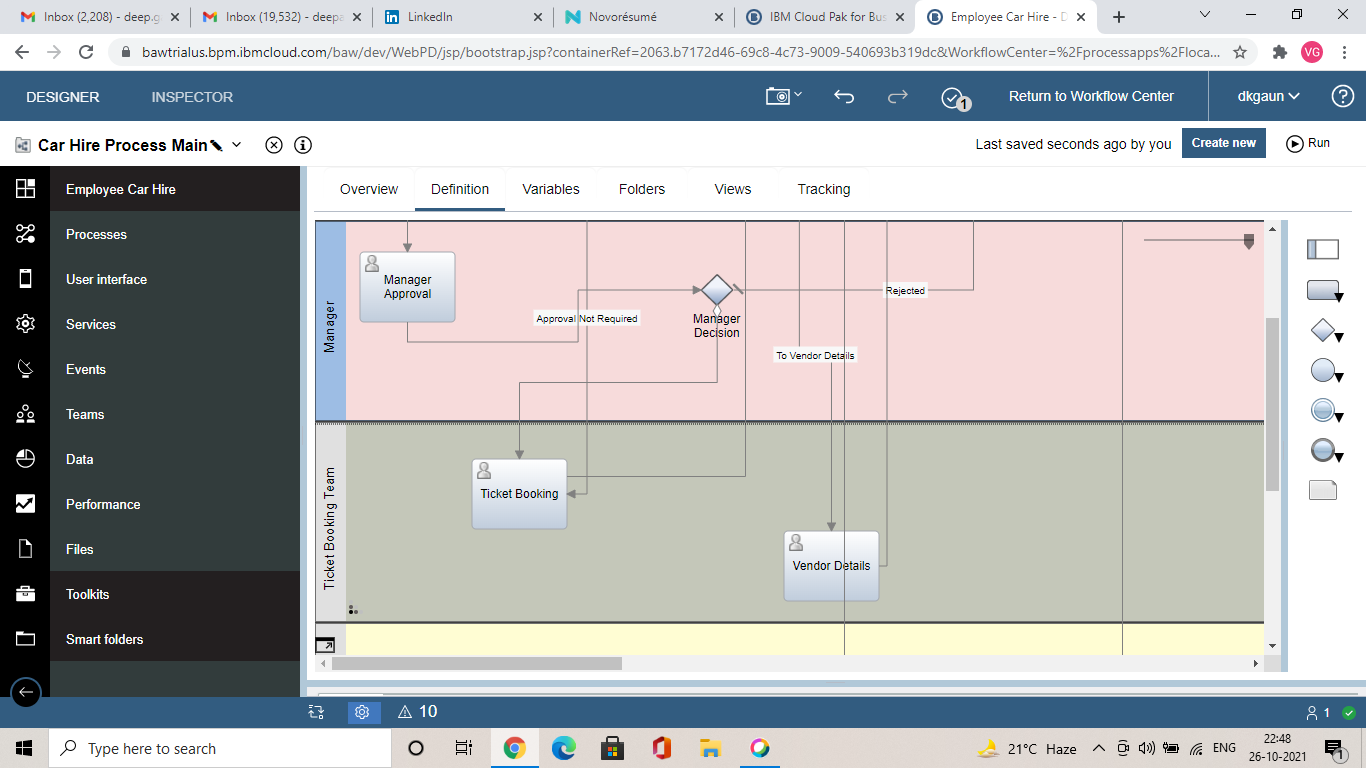 Inbox (2,208) - deep.g
Inbox (19,532) - deepa
LinkedIn
Novorésumé
IBM Cloud Pak for Bus
Employee Car Hire - D
bawtrialus.bpm.ibmcloud.com/baw/dev/WebPD/jsp/bootstrap.jsp?containerRef=2063.b7172d46-69c8-4c73-9009-540693b319dc&WorkflowCenter=%2Fprocessapps%2Floca...
VG
DESIGNER
INSPECTOR
1
Return to Workflow Center
dkgaun
Car Hire Process Main
Last saved seconds ago by you
Create new
Run
Employee Car Hire
Processes
User interface
Services
Events
Teams
Data
Performance
Files
Toolkits
Smart folders
Overview
Definition
Variables
Folders
Views
Tracking
Manager
Manager
Approval
Approval Not Required
Manager
Decision
Rejected
To Vendor Details
Ticket Booking Team
Ticket Booking
Vendor Details
10
1
Type here to search
21°C Haze
ENG
22:48
26-10-2021
1